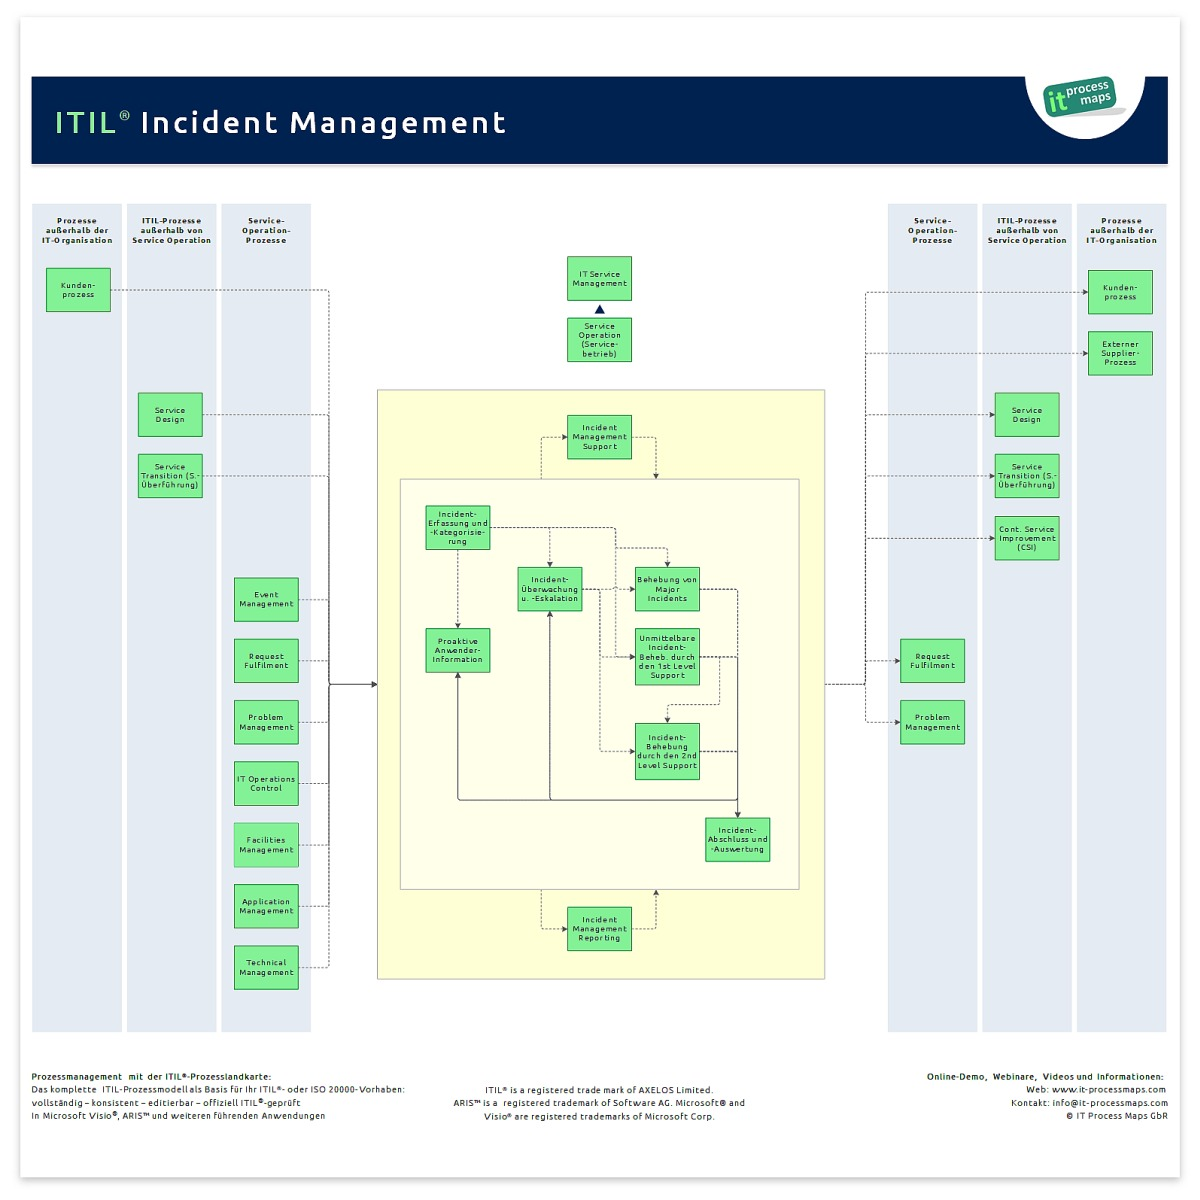 ITIL® Incident Management
it process
maps
Prozesse
außerhalb der
IT-Organisation
ITIL-Prozesse
außerhalb von
Service Operation
Service-
Operation-
Prozesse
Service-
Operation-
Prozesse
ITIL-Prozesse
außerhalb von
Service Operation
Prozesse
außerhalb der
IT-Organisation
Kunden-
prozess
Service
Design
Service
Transition (S.-
Überführung)
Event
Management
Request
Fulfilment
Problem
Management
IT Operations
Control
Facilities
Management
Application
Management
Technical
Management
IT Service
Management
Service
Operation
(Service-
betrieb)
Incident
Management
Support
Incident-
Erfassung und
-Kategorisie-
rung
Incident-
Überwachung
u. -Eskalation
Behebung von
Major
Incidents
Proaktive
Anwender-
Information
Unmittelbare
Incident-
Beheb. durch
den 1st Level
Support
Incident-
Behebung
durch den 2nd
Level Support
Incident-
Abschluss und
-Auswertung
Incident
Management
Reporting
Kunden-
prozess
Externer
Supplier-
Prozess
Service
Design
Service
Transition (S.-
Überführung)
Cont. Service
Improvement
(CSI)
Request
Fulfilment
Problem
Management
Prozessmanagement mit der ITIL®-Prozesslandkarte:
Das komplette ITIL-Prozessmodell als Basis für Ihr ITIL®- oder ISO 20000-Vorhaben:
vollständig – konsistent – editierbar – offiziell ITIL®-geprüft
In Microsoft Visio®, ARIS™ und weiteren führenden Anwendungen
ITIL® is a registered trade mark of AXELOS Limited.
ARIS™ is a registered trademark of Software AG. Microsoft® and
Visio® are registered trademarks of Microsoft Corp.
Online-Demo, Webinare, Videos und Informationen:
Web: www.it-processmaps.com
Kontakt: info@it-processmaps.com
© IT Process Maps GbR